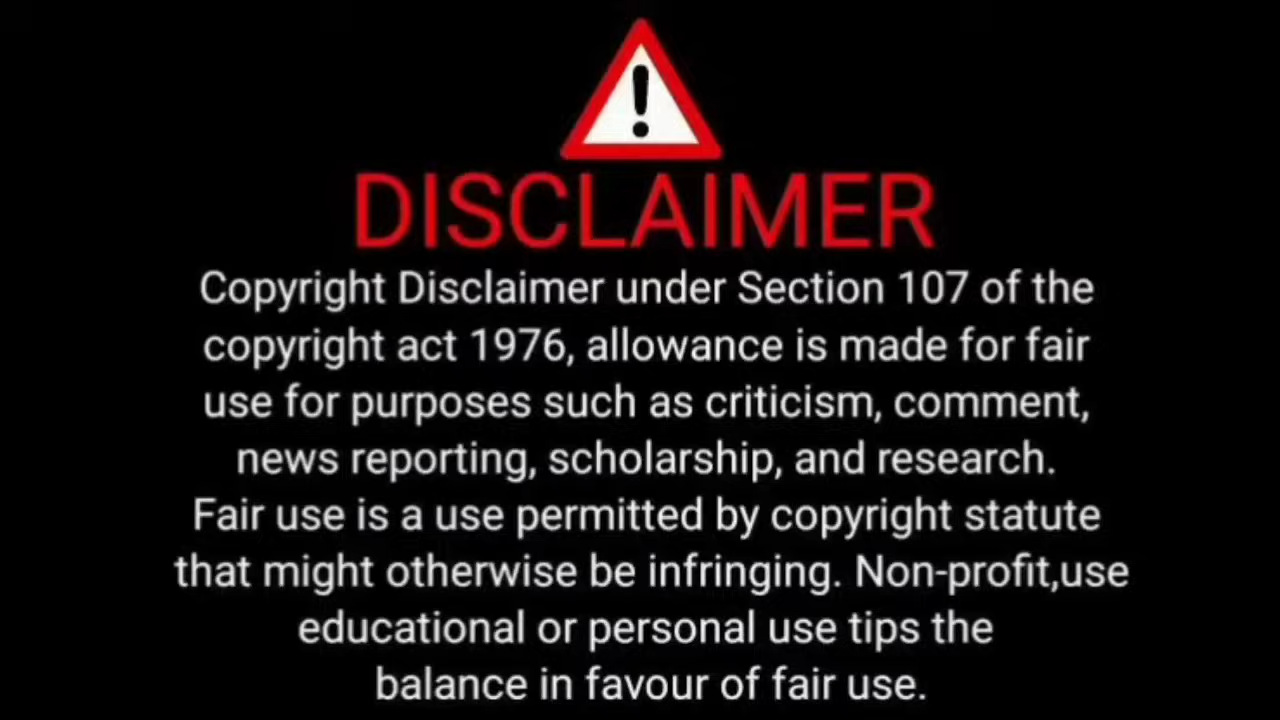 DISCLAIMER
Copyright Disclaimer under Section 107 of the
copyright act 1976, allowance is made for fair
use for purposes such as criticism, comment,
news reporting, scholarship, and research.
Fair use is a use permitted by copyright statute
that might otherwise be infringing. Non-profit,use
educational or personal use tips the
balance in favour of fair use.